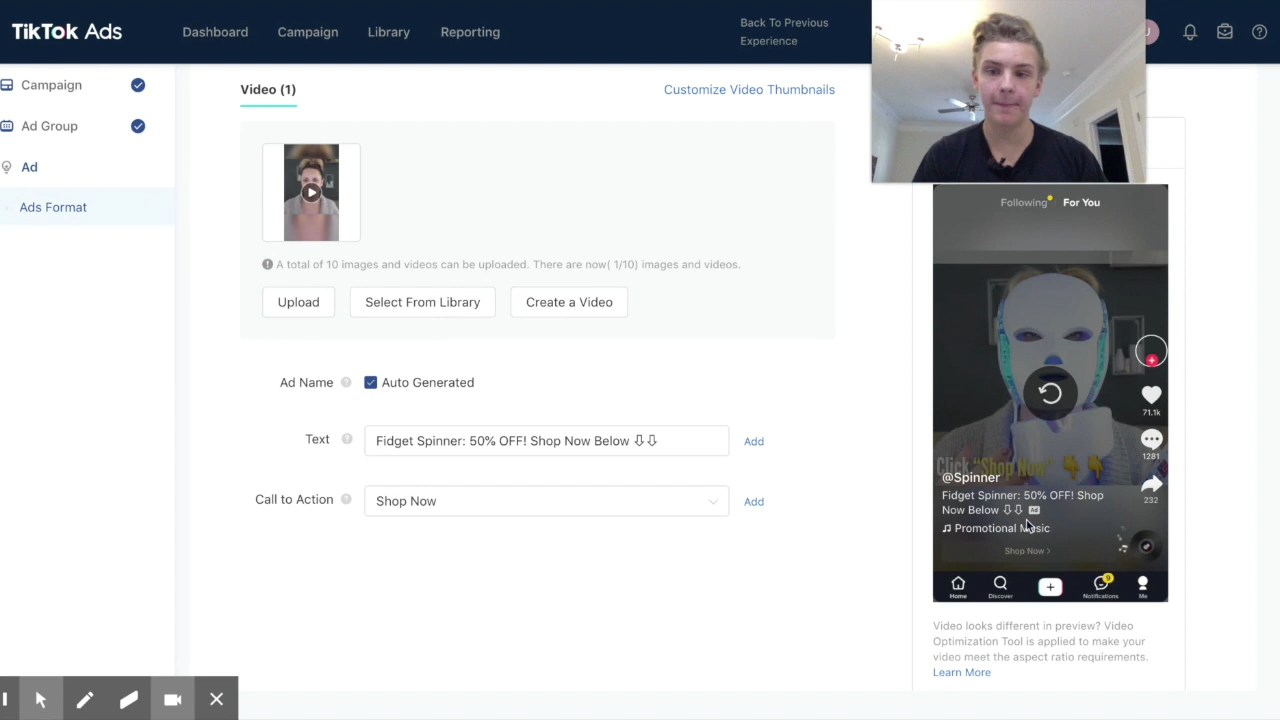 TikTok Ads
Dashboard
Campaign
Library
Reporting
Back To Previous
Experience
Campaign
Ad Group
Ad
Ads Format
Video (1)
Customize Video Thumbnails
A total of 10 images and videos can be uploaded. There are now( 1/10) images and videos.
Upload
Select From Library
Create a Video
Ad Name
Auto Generated
Text
Fidget Spinner: 50% OFF! Shop Now Below ⇩⇩
Add
Call to Action
Shop Now
Add
Following
For You
71.1k
1281
232
Click "Shop Now" 👇👇
@Spinner
Fidget Spinner: 50% OFF! Shop
Now Below ⇩⇩ Ad
Promotional Music
Shop Now >
Home
Discover
9
Notifications
Me
Video looks different in preview? Video
Optimization Tool is applied to make your
video meet the aspect ratio requirements.
Learn More